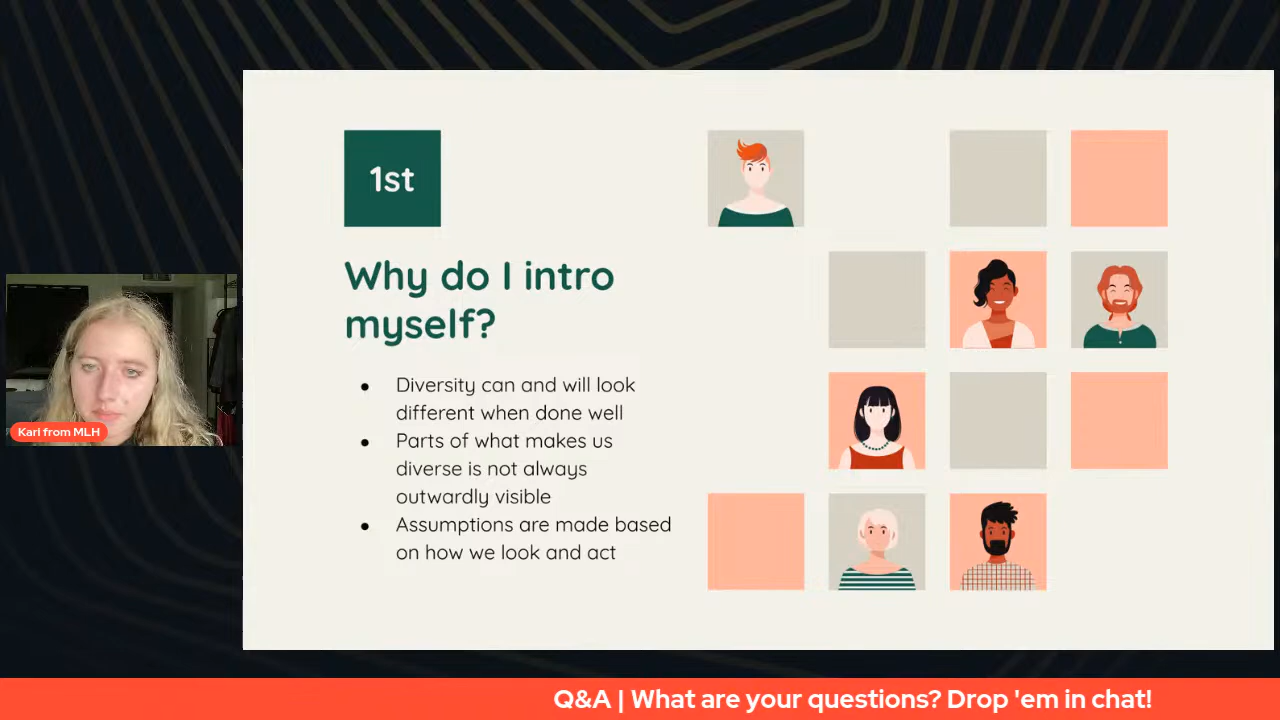 1st
Why do I intro
myself?
● Diversity can and will look
different when done well
● Parts of what makes us
diverse is not always
outwardly visible
● Assumptions are made based
on how we look and act
Kari from MLH
Q&A | What are your questions? Drop 'em in chat!